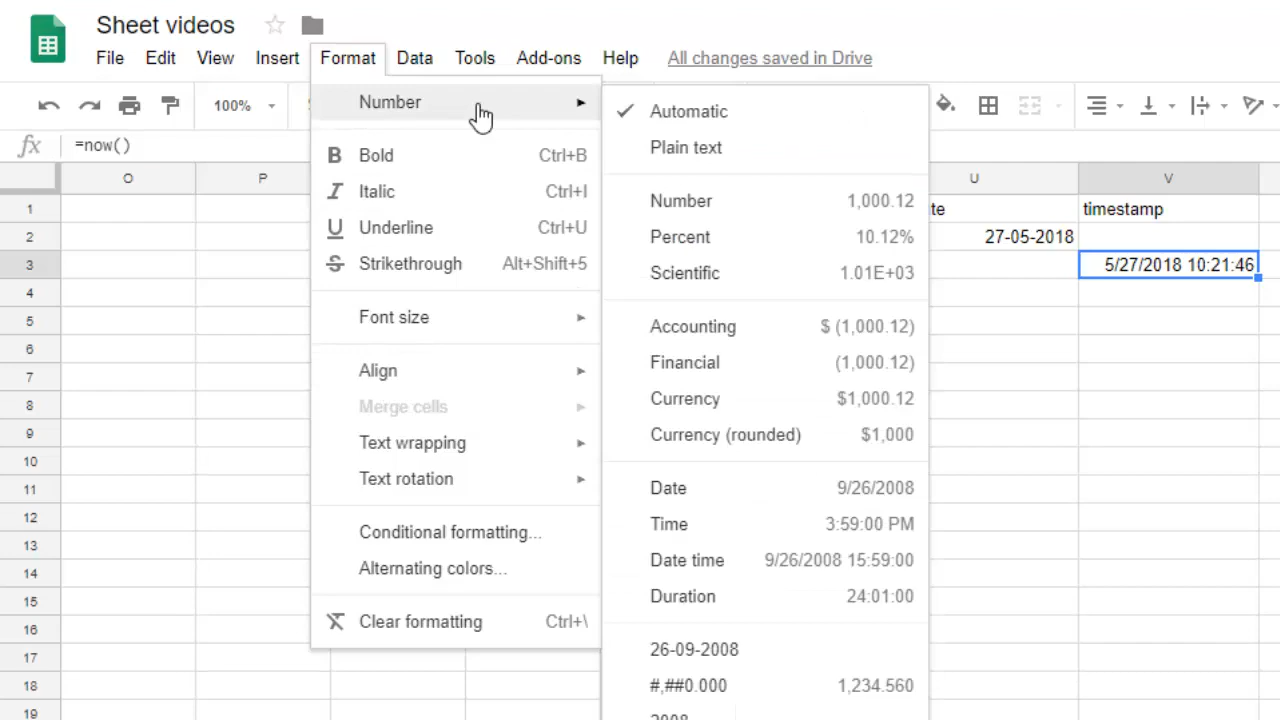 Sheet videos
File Edit View Insert Format Data Tools Add-ons Help All changes saved in Drive
100%
fx =now()
O P U V
Number
Bold Ctrl+B
Italic Ctrl+I
Underline Ctrl+U
Strikethrough Alt+Shift+5
Font size
Align
Merge cells
Text wrapping
Text rotation
Conditional formatting...
Alternating colors...
Clear formatting Ctrl+\
Automatic
Plain text
Number 1,000.12
Percent 10.12%
Scientific 1.01E+03
Accounting $ (1,000.12)
Financial (1,000.12)
Currency $1,000.12
Currency (rounded) $1,000
Date 9/26/2008
Time 3:59:00 PM
Date time 9/26/2008 15:59:00
Duration 24:01:00
26-09-2008
#,##0.000 1,234.560
2008
1 te timestamp
2 27-05-2018
3 5/27/2018 10:21:46
4
5
6
7
8
9
10
11
12
13
14
15
16
17
18
19